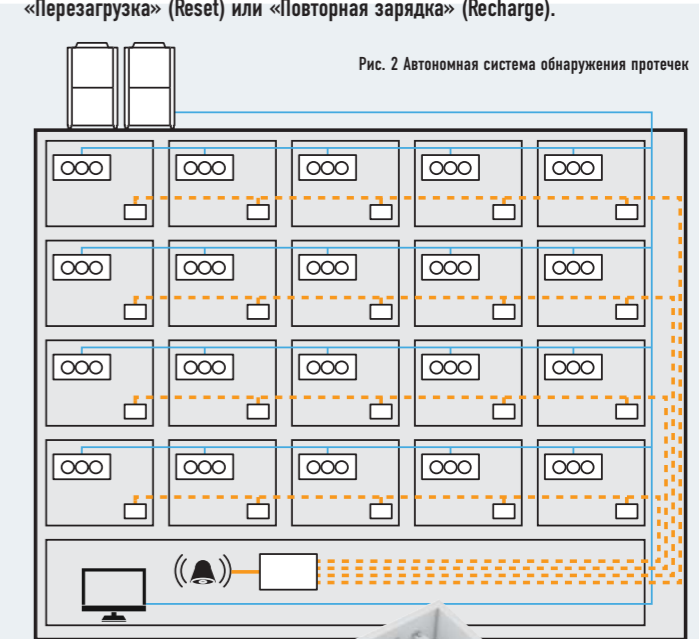 «Перезагрузка» (Reset) или «Повторная зарядка» (Recharge).
Рис. 2 Автономная система обнаружения протечек